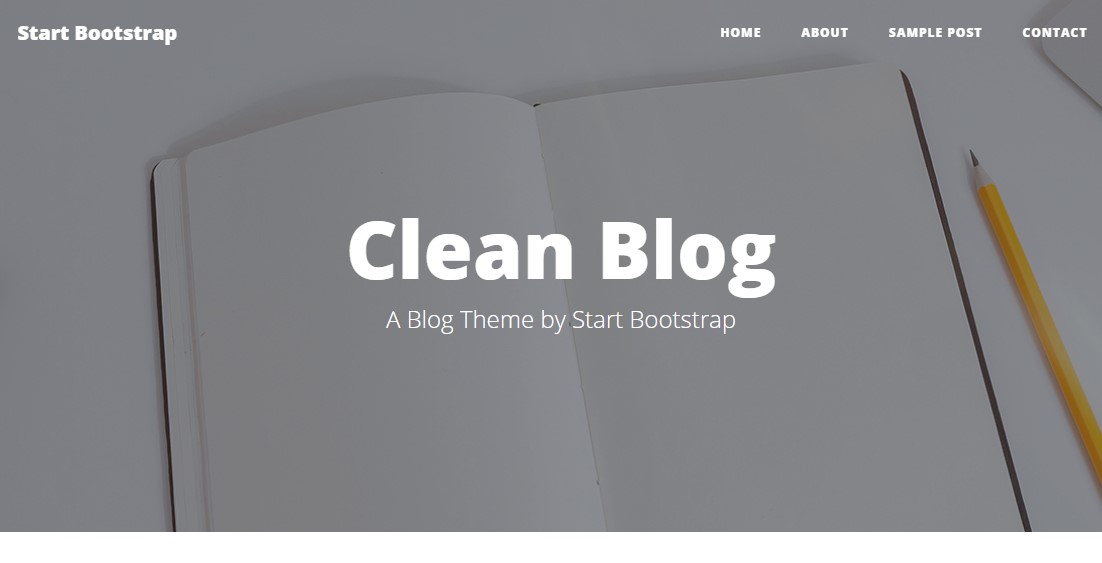 Start Bootstrap
HOME ABOUT SAMPLE POST CONTACT
Clean Blog
A Blog Theme by Start Bootstrap